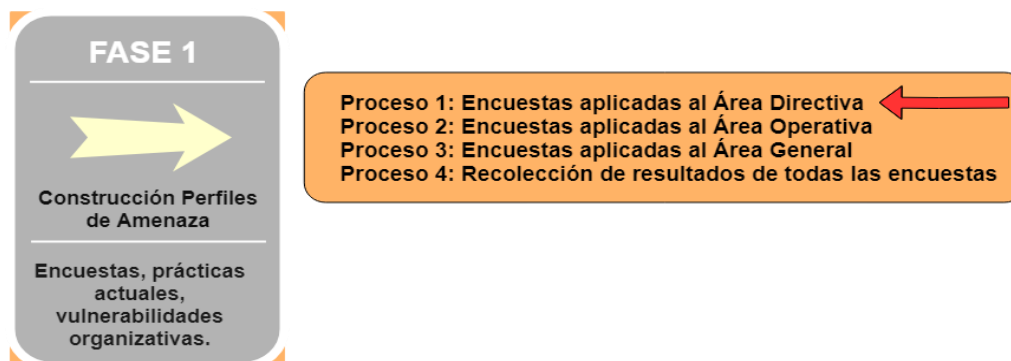 FASE 1
Construcción Perfiles
de Amenaza
Encuestas, prácticas
actuales,
vulnerabilidades
organizativas.
Proceso 1: Encuestas aplicadas al Área Directiva
Proceso 2: Encuestas aplicadas al Área Operativa
Proceso 3: Encuestas aplicadas al Área General
Proceso 4: Recolección de resultados de todas las encuestas